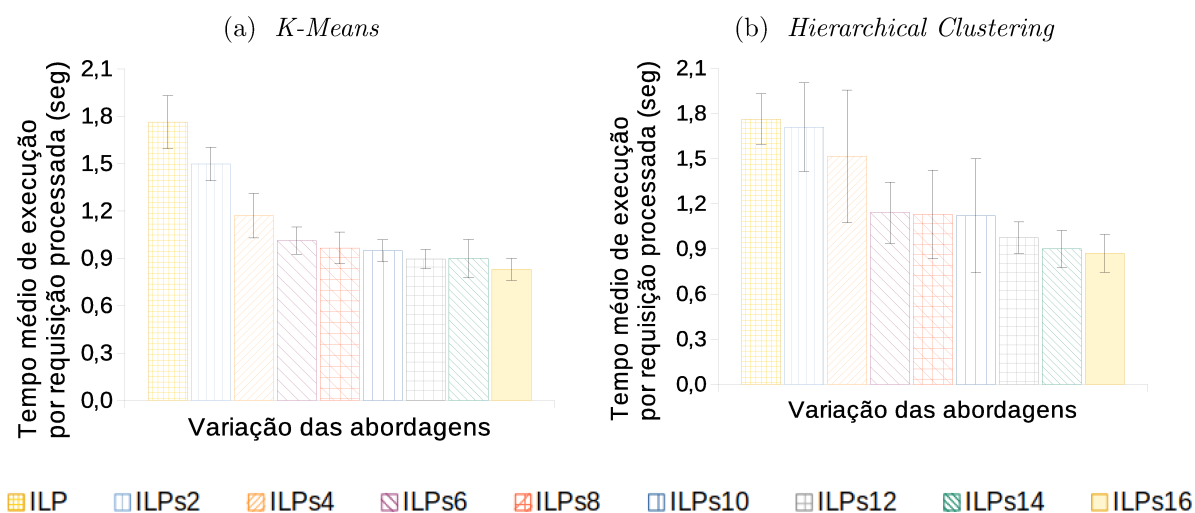 (a) K-Means
Tempo médio de execução
por requisição processada (seg)
2,1
1,8
1,5
1,2
0,9
0,6
0,3
0,0
Variação das abordagens
(b) Hierarchical Clustering
Tempo médio de execução
por requisição processada (seg)
2,1
1,8
1,5
1,2
0,9
0,6
0,3
0,0
Variação das abordagens
ILP ILPs2 ILPs4 ILPs6 ILPs8 ILPs10 ILPs12 ILPs14 ILPs16